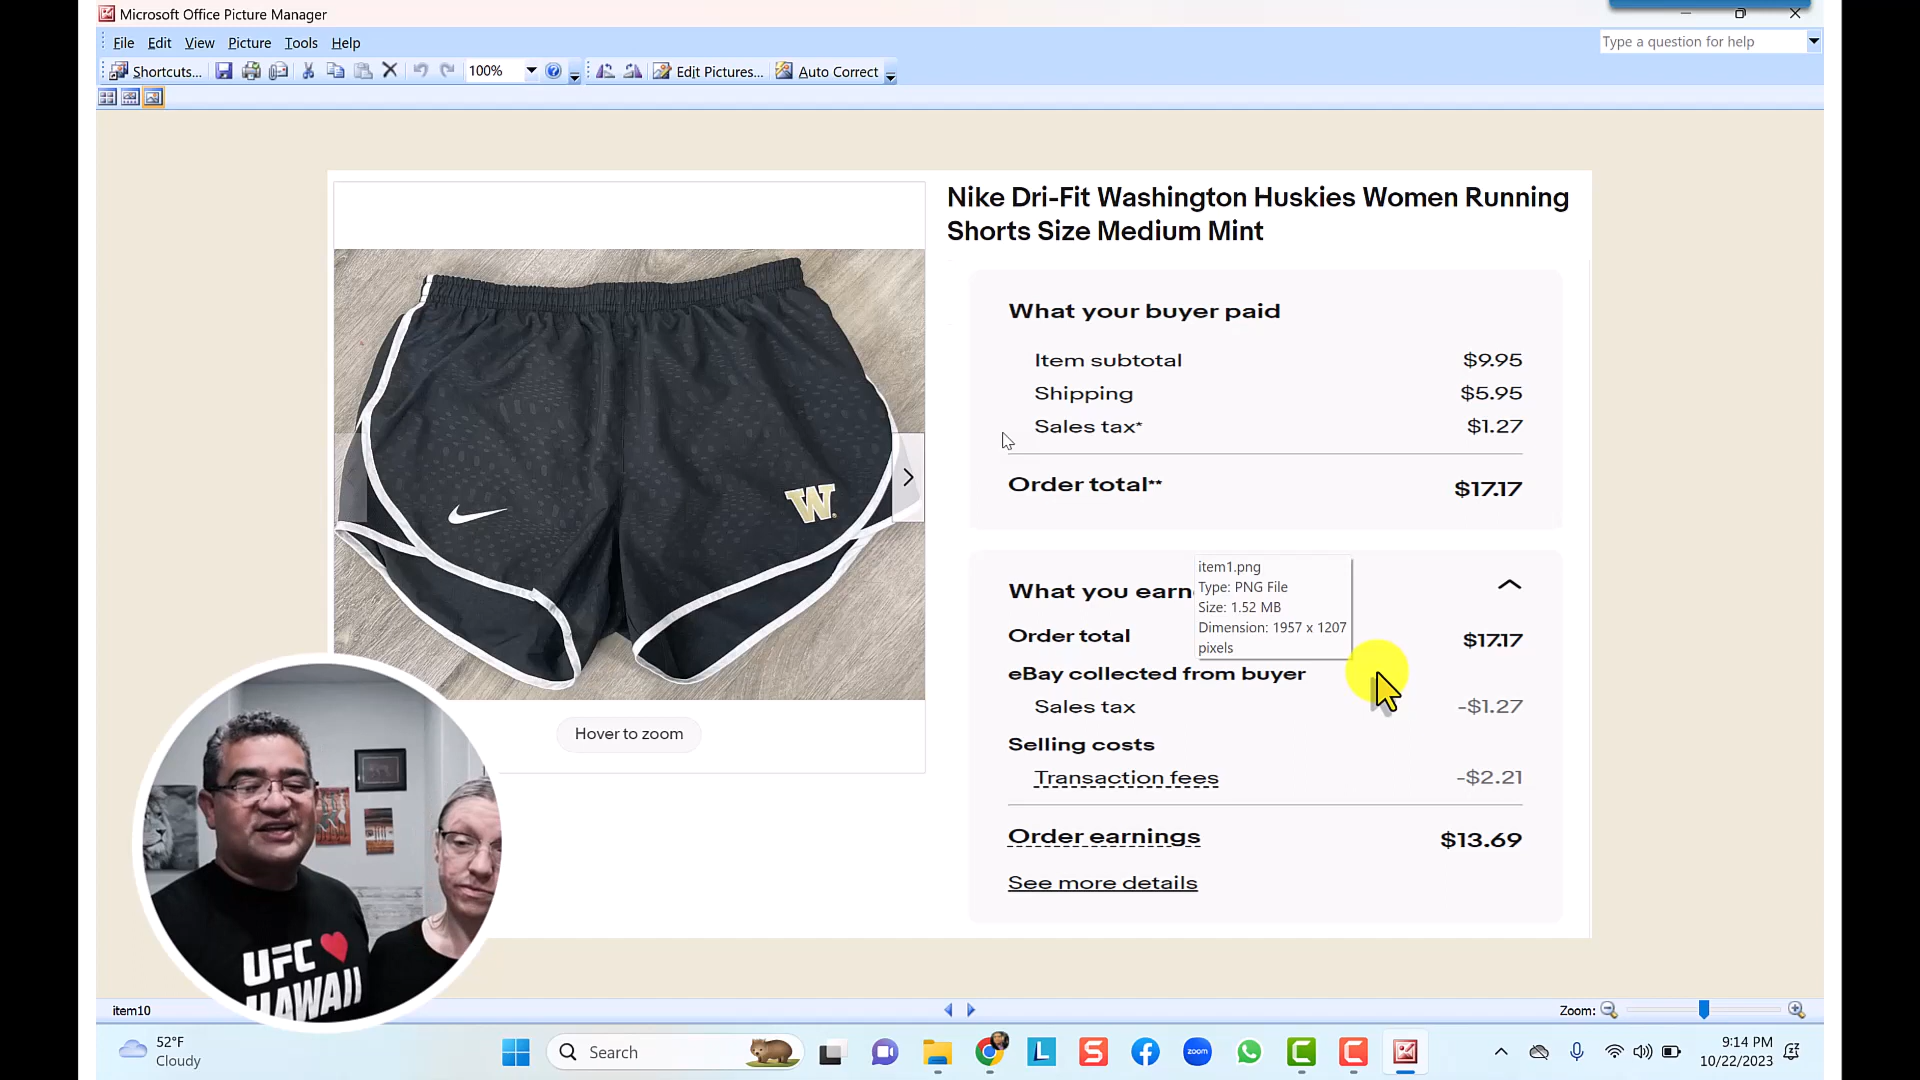 Microsoft Office Picture Manager
File Edit View Picture Tools Help
Type a question for help
Shortcuts...
100%
Edit Pictures...
Auto Correct
Nike Dri-Fit Washington Huskies Women Running
Shorts Size Medium Mint
What your buyer paid
Item subtotal $9.95
Shipping $5.95
Sales tax* $1.27
Order total** $17.17
W
What you earn
item1.png
Type: PNG File
Size: 1.52 MB
Dimension: 1957 x 1207
pixels
Order total $17.17
eBay collected from buyer
Sales tax -$1.27
Selling costs
Transaction fees -$2.21
Order earnings $13.69
See more details
Hover to zoom
UFC
HAWAII
item10
Zoom:
52°F
Cloudy
Search
L
S
zoom
C
C
9:14 PM
10/22/2023